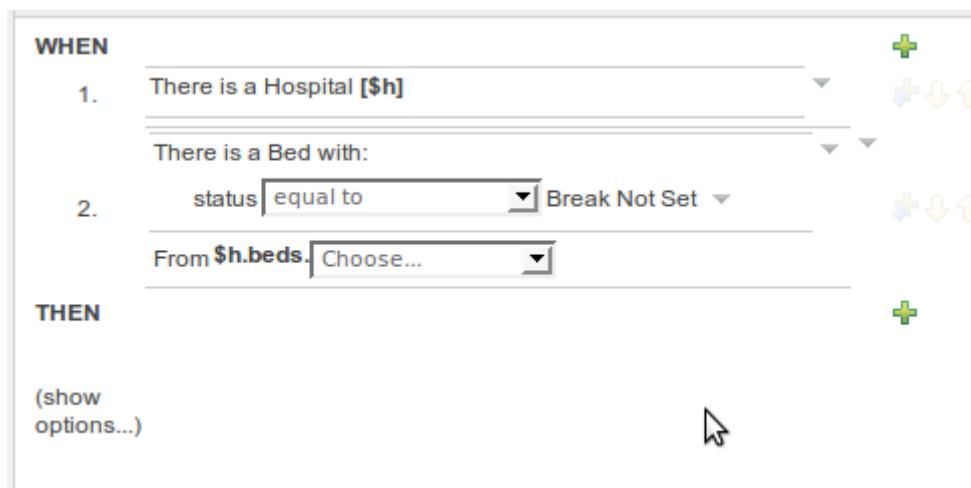 WHEN
1. There is a Hospital [$h]
There is a Bed with:
2. status equal to Break Not Set
From $h.beds. Choose...
THEN
(show
options...)